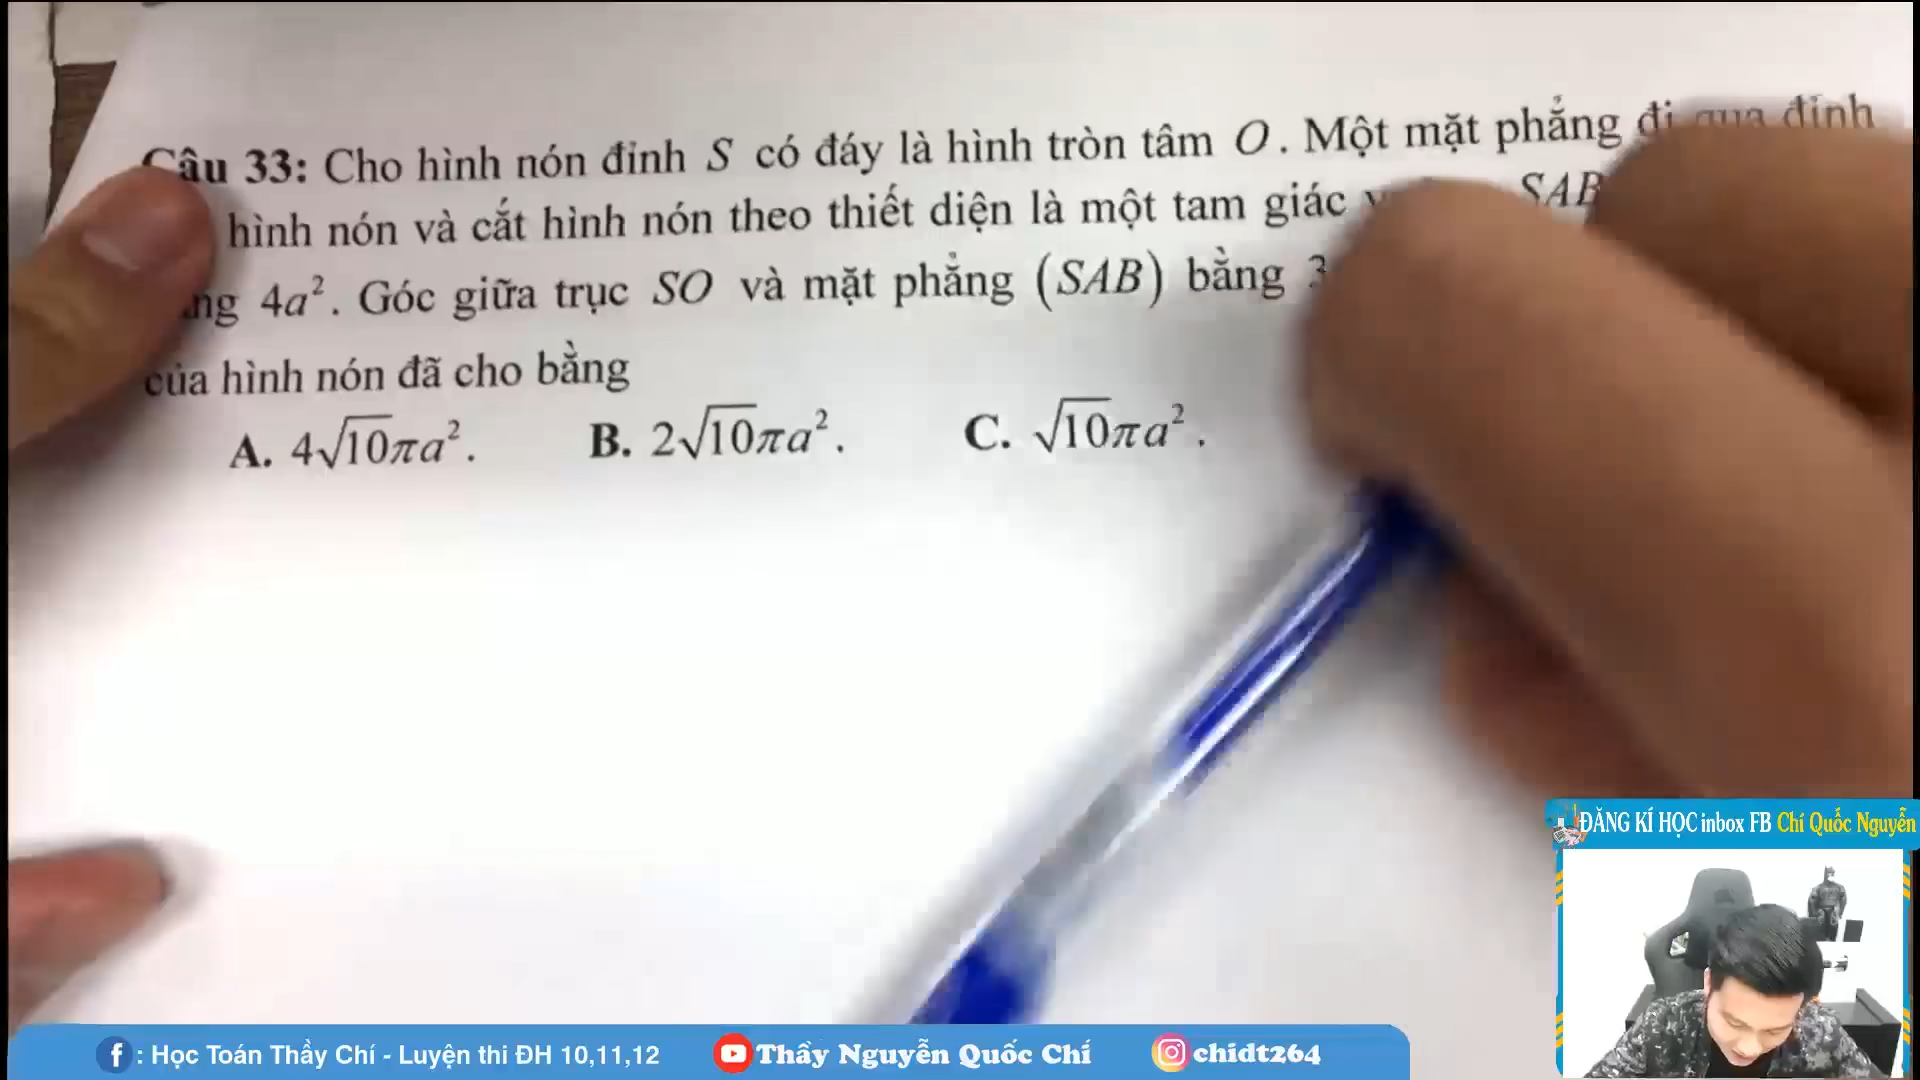 Câu 33: Cho hình nón đỉnh S có đáy là hình tròn tâm O. Một mặt phẳng đi qua đỉnh
hình nón và cắt hình nón theo thiết diện là một tam giác SAB
4a². Góc giữa trục SO và mặt phẳng (SAB) bằng
của hình nón đã cho bằng
A. 4√10πa². B. 2√10πa². C. √10πa².
ĐĂNG KÍ HỌC inbox FB Chí Quốc Nguyễn
f : Học Toán Thầy Chí - Luyện thi ĐH 10,11,12 Thầy Nguyễn Quốc Chí chidt264